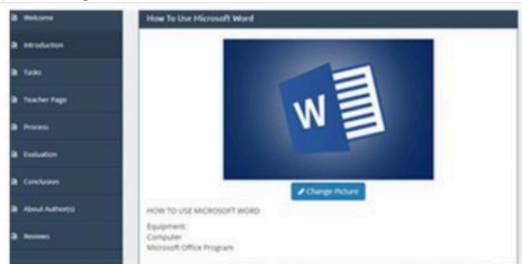 Welcome
Introduction
Tasks
Teacher Page
Process
Evaluation
Conclusion
About Author(s)
Reviews
How To Use Microsoft Word
W
Change Picture
HOW TO USE MICROSOFT WORD
Equipment:
Computer
Microsoft Office Program